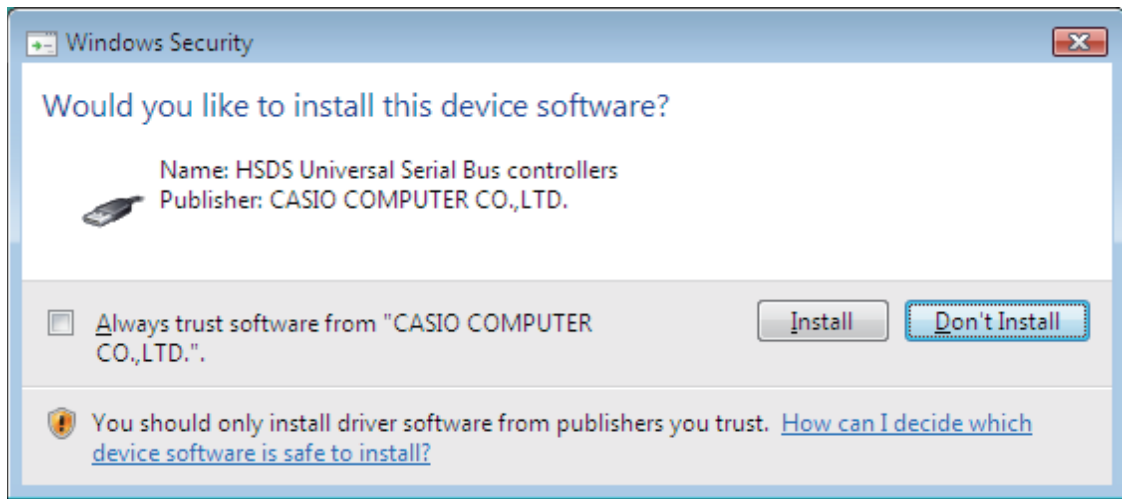 Windows Security
Would you like to install this device software?
Name: HSDS Universal Serial Bus controllers
Publisher: CASIO COMPUTER CO.,LTD.
Always trust software from "CASIO COMPUTER
CO.,LTD.".
Install
Don't Install
You should only install driver software from publishers you trust. How can I decide which
device software is safe to install?